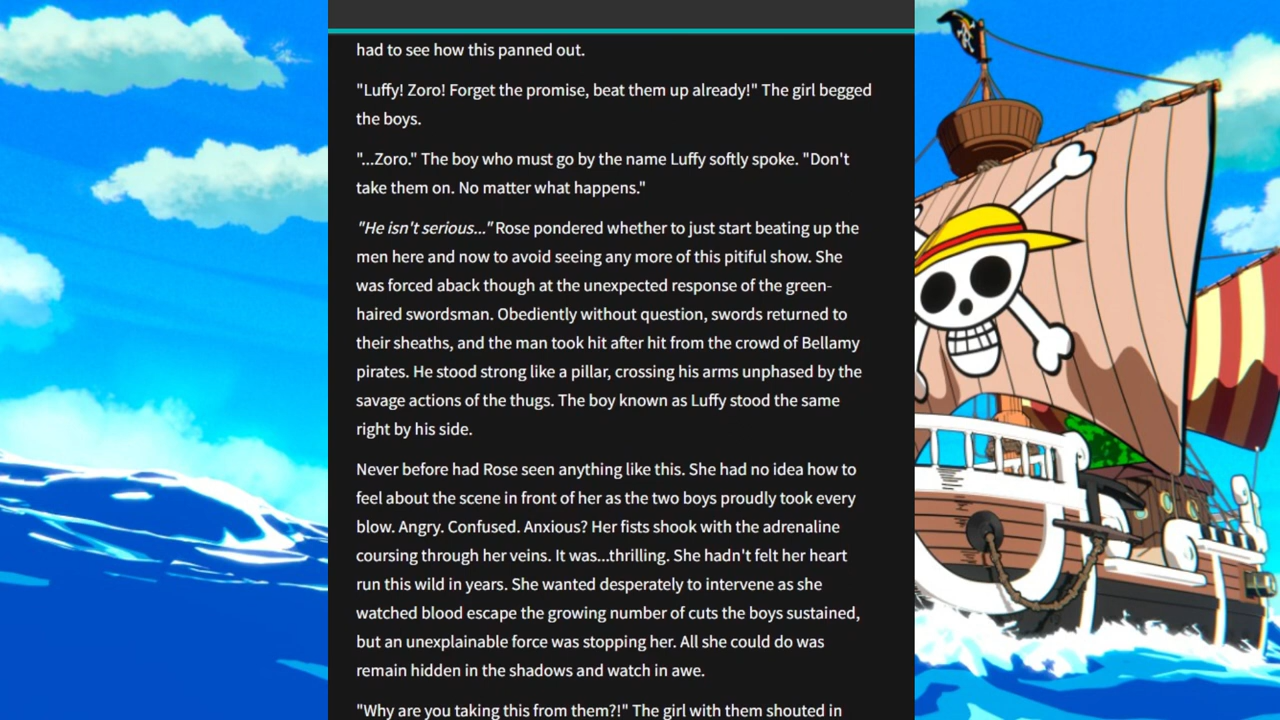 had to see how this panned out.
"Luffy! Zoro! Forget the promise, beat them up already!" The girl begged
the boys.
"...Zoro." The boy who must go by the name Luffy softly spoke. "Don't
take them on. No matter what happens."
"He isn't serious..." Rose pondered whether to just start beating up the
men here and now to avoid seeing any more of this pitiful show. She
was forced aback though at the unexpected response of the green-
haired swordsman. Obediently without question, swords returned to
their sheaths, and the man took hit after hit from the crowd of Bellamy
pirates. He stood strong like a pillar, crossing his arms unphased by the
savage actions of the thugs. The boy known as Luffy stood the same
right by his side.
Never before had Rose seen anything like this. She had no idea how to
feel about the scene in front of her as the two boys proudly took every
blow. Angry. Confused. Anxious? Her fists shook with the adrenaline
coursing through her veins. It was...thrilling. She hadn't felt her heart
run this wild in years. She wanted desperately to intervene as she
watched blood escape the growing number of cuts the boys sustained,
but an unexplainable force was stopping her. All she could do was
remain hidden in the shadows and watch in awe.
"Why are you taking this from them?!" The girl with them shouted in